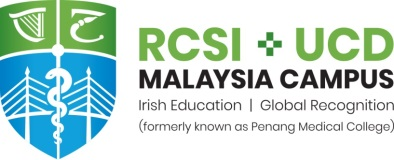 RCSI + UCD
MALAYSIA CAMPUS
Irish Education | Global Recognition
(formerly known as Penang Medical College)